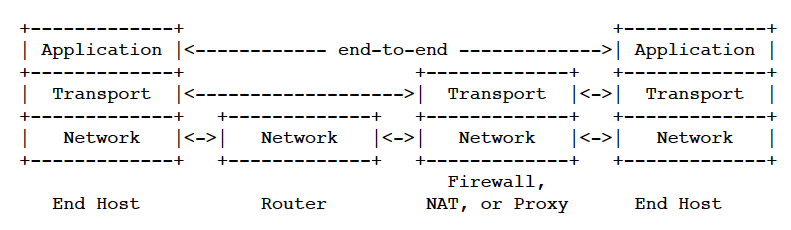 +-------------+                                       +-------------+
| Application |<------------ end-to-end ------------->| Application |
+-------------+                     +-------------+   +-------------+
|  Transport  |<------------------->|  Transport  |<->|  Transport  |
+-------------+   +-------------+   +-------------+   +-------------+
|   Network   |<->|   Network   |<->|   Network   |<->|   Network   |
+-------------+   +-------------+   +-------------+   +-------------+
                                       Firewall,
   End Host           Router         NAT, or Proxy       End Host